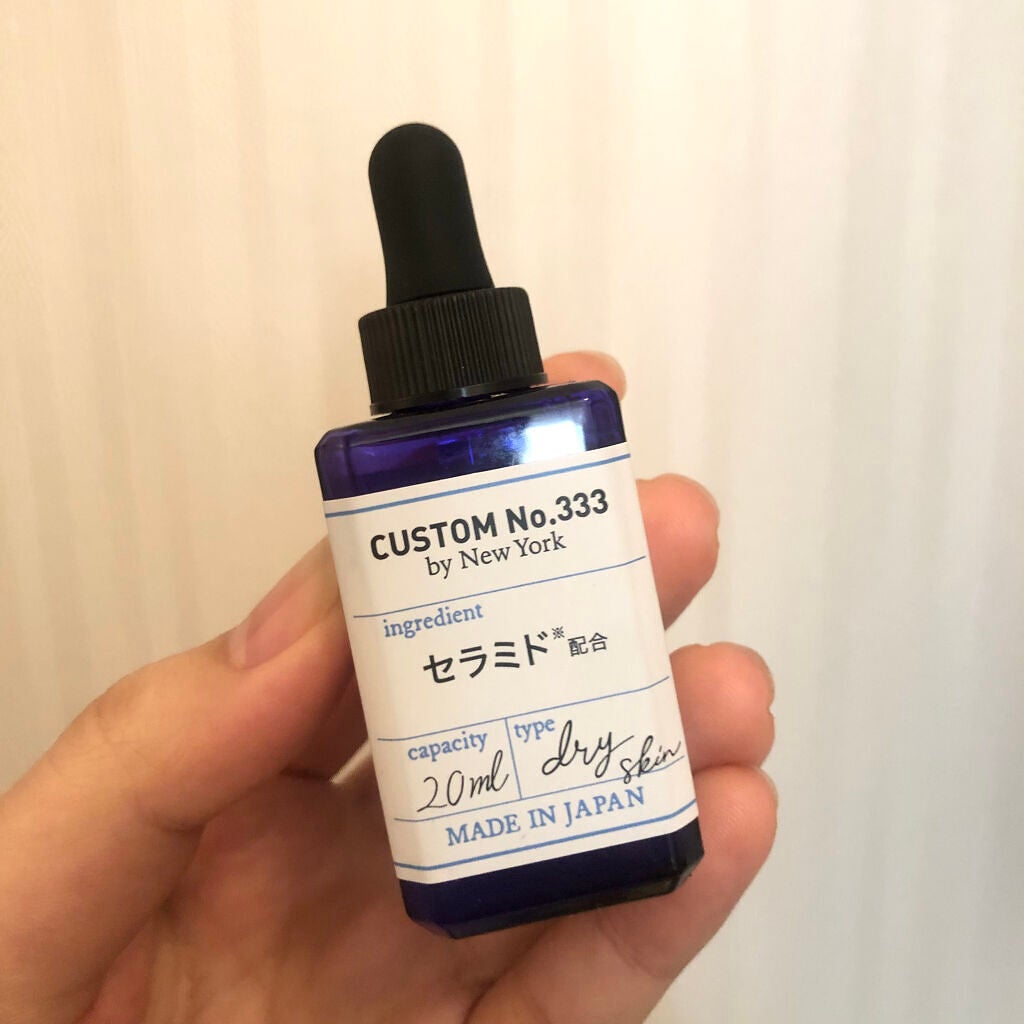 CUSTOM No.333
by New York
ingredient
セラミド※配合
capacity
20ml
type
dry
skin
MADE IN JAPAN